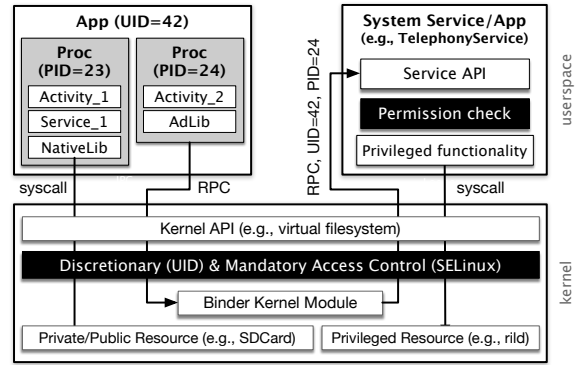 App (UID=42)
Proc
(PID=23)
Activity_1
Service_1
NativeLib
Proc
(PID=24)
Activity_2
AdLib
System Service/App
(e.g., TelephonyService)
Service API
Permission check
Privileged functionality
userspace
syscall
RPC
RPC, UID=42, PID=24
syscall
Kernel API (e.g., virtual filesystem)
Discretionary (UID) & Mandatory Access Control (SELinux)
Binder Kernel Module
Private/Public Resource (e.g., SDCard)
Privileged Resource (e.g., rild)
kernel